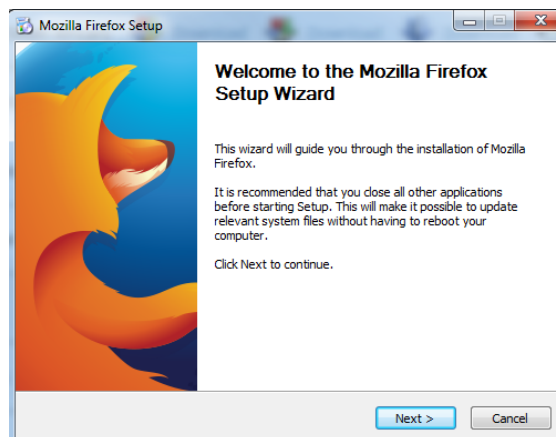 Mozilla Firefox Setup
Welcome to the Mozilla Firefox
Setup Wizard
This wizard will guide you through the installation of Mozilla
Firefox.
It is recommended that you close all other applications
before starting Setup. This will make it possible to update
relevant system files without having to reboot your
computer.
Click Next to continue.
Next >
Cancel